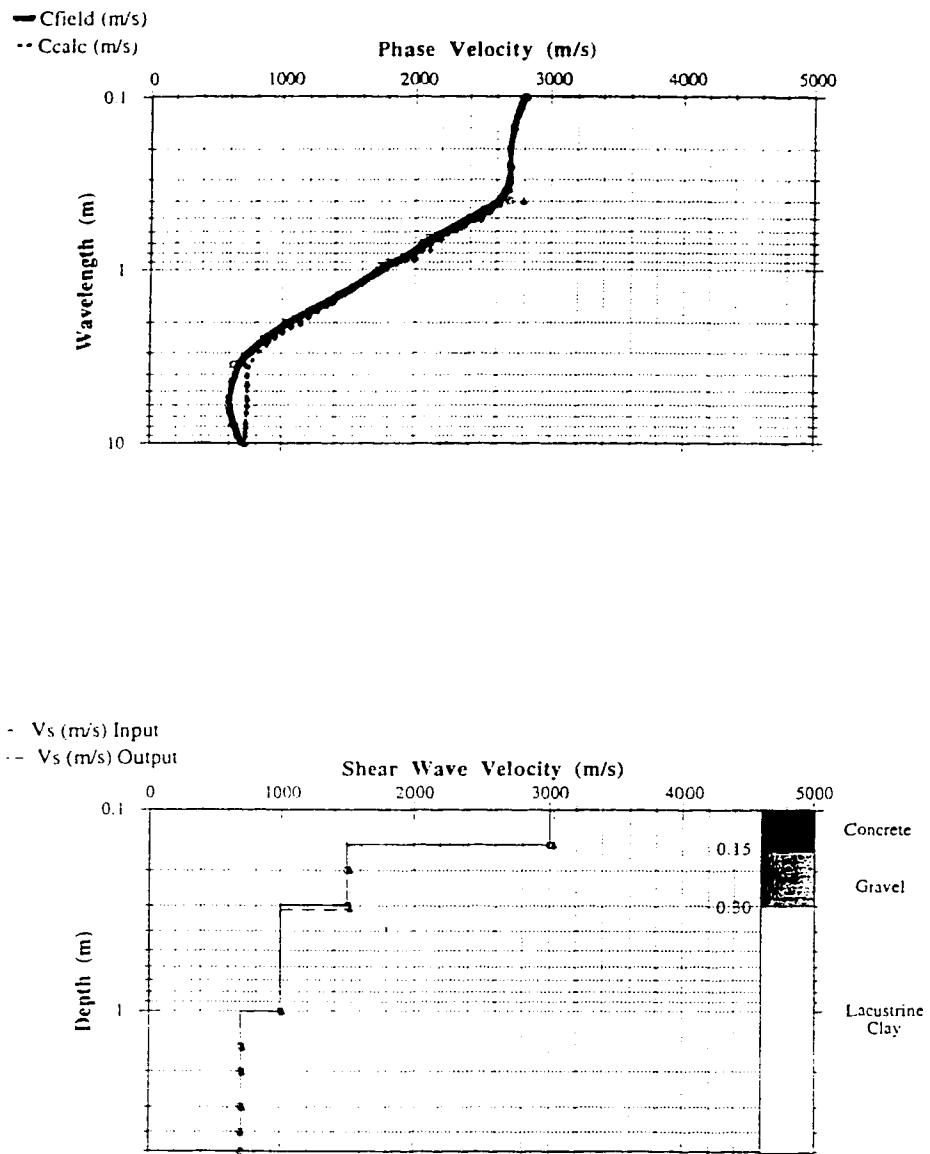 Cfield (m/s)
Ccalc (m/s)
Phase Velocity (m/s)
0 1000 2000 3000 4000 5000
0.1
1
10
Wavelength (m)
Vs (m/s) Input
Vs (m/s) Output
Shear Wave Velocity (m/s)
0 1000 2000 3000 4000 5000
0.1
1
Depth (m)
0.15
0.30
Concrete
Gravel
Lacustrine
Clay